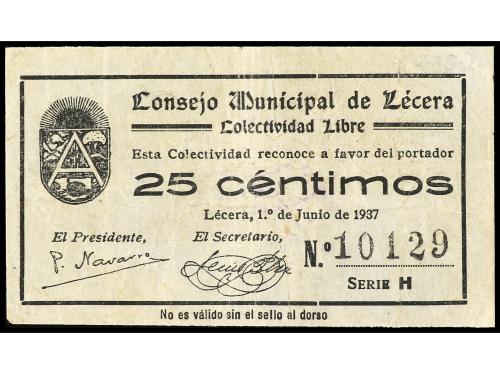 Consejo Municipal de Lécera
Colectividad Libre
Esta Colectividad reconoce a favor del portador
25 céntimos
Lécera, 1.º de Junio de 1937
El Presidente,
El Secretario,
P. Navarro
N.º 10129
SERIE H
No es válido sin el sello al dorso